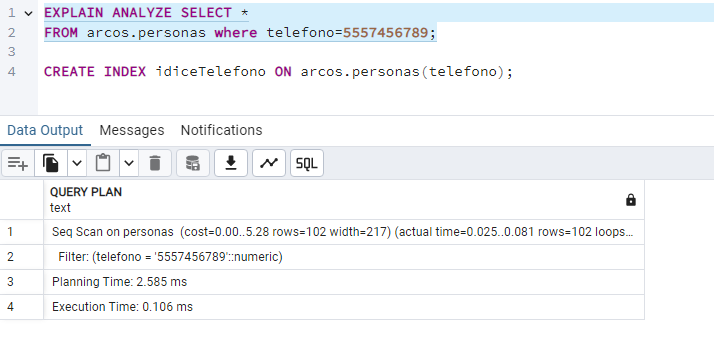 1 EXPLAIN ANALYZE SELECT *
2 FROM arcos.personas where telefono=5557456789;
3
4 CREATE INDEX idiceTelefono ON arcos.personas(telefono);
Data Output Messages Notifications
SQL
QUERY PLAN
text
1 Seq Scan on personas (cost=0.00..5.28 rows=102 width=217) (actual time=0.025..0.081 rows=102 loops...
2 Filter: (telefono = '5557456789'::numeric)
3 Planning Time: 2.585 ms
4 Execution Time: 0.106 ms